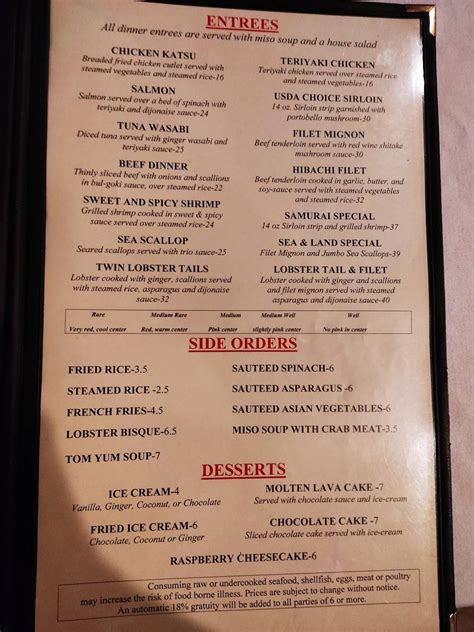 ENTREES
All dinner entrees are served with miso soup and a house salad
CHICKEN KATSU
Breaded fried chicken cutlet served with
steamed vegetables and steamed rice-16
SALMON
Salmon served over a bed of spinach with
teriyaki and dijonaise sauce-24
TUNA WASABI
Diced tuna served with ginger wasabi and
teriyaki sauce-25
BEEF DINNER
Thinly sliced beef with onions and scallions
in bul-goki sauce, over steamed rice-22
SWEET AND SPICY SHRIMP
Grilled shrimp cooked in sweet & spicy
sauce served over steamed rice-24
SEA SCALLOP
Seared scallops served with trio sauce-25
TWIN LOBSTER TAILS
Lobster cooked with ginger, scallions served
with steamed rice, asparagus and dijonaise
sauce-32
TERIYAKI CHICKEN
Teriyaki chicken served over steamed rice
and steamed vegetables-20
USDA CHOICE SIRLOIN
14 oz. Sirloin strip garnished with
portobello mushroom-30
FILET MIGNON
Beef tenderloin served with red wine shitake
mushroom sauce-30
HIBACHI FILET
Beef tenderloin cooked in garlic, butter, and
soy-sauce served with steamed vegetables
and steamed rice-32
SAMURAI SPECIAL
14 oz Sirloin strip and grilled shrimp-37
SEA & LAND SPECIAL
Filet Mignon and Jumbo Sea Scallops-39
LOBSTER TAIL & FILET
Lobster cooked with ginger and scallions
and filet mignon served with steamed
asparagus and dijonaise sauce-40
Rare Medium Rare Medium Medium Well Well
Very red, cool center Red, warm center Pink center slightly pink center No pink in center
SIDE ORDERS
FRIED RICE-3.5
STEAMED RICE -2.5
FRENCH FRIES-4.5
LOBSTER BISQUE-6.5
TOM YUM SOUP-7
SAUTEED SPINACH-6
SAUTEED ASPARAGUS -6
SAUTEED ASIAN VEGETABLES-6
MISO SOUP WITH CRAB MEAT-3.5
DESSERTS
ICE CREAM-4
Vanilla, Ginger, Coconut, or Chocolate
FRIED ICE CREAM-6
Chocolate, Coconut or Ginger
MOLTEN LAVA CAKE -7
Served with chocolate sauce and ice-cream
CHOCOLATE CAKE -7
Sliced chocolate cake served with ice-cream
RASPBERRY CHEESECAKE-6
Consuming raw or undercooked seafood, shellfish, eggs, meat or poultry
may increase the risk of food borne illness. Prices are subject to change without notice.
An automatic 18% gratuity will be added to all parties of 6 or more.